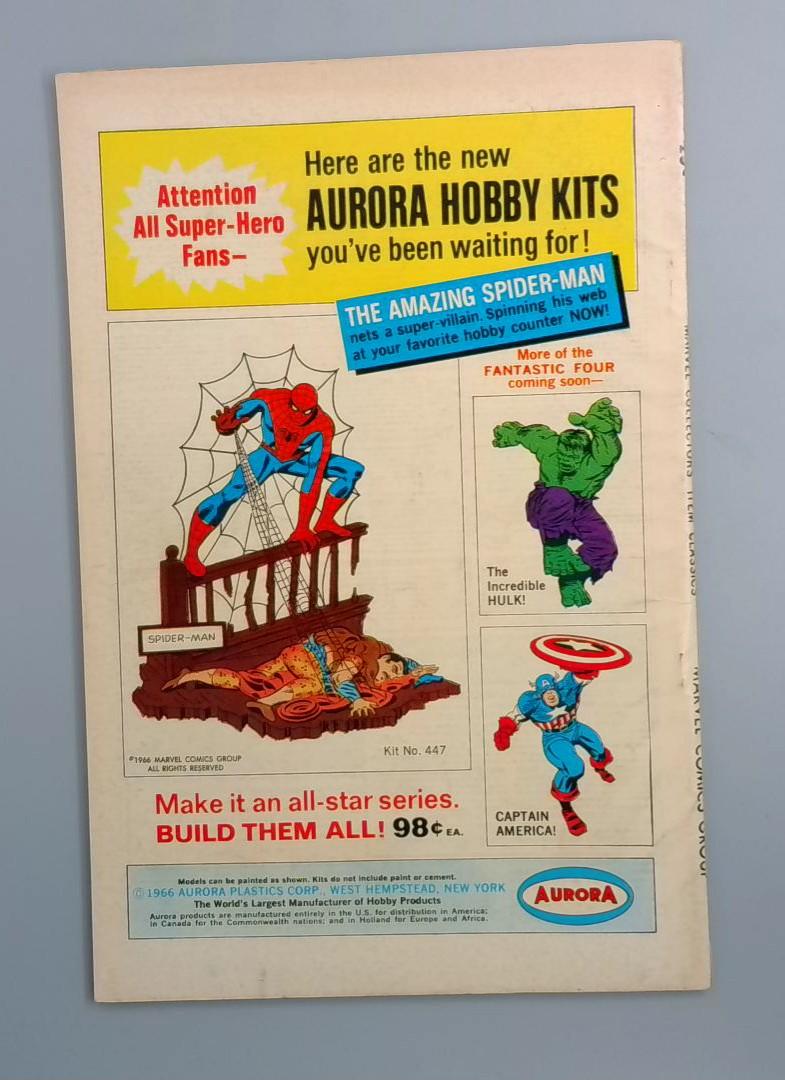 Attention
All Super-Hero
Fans—
Here are the new
AURORA HOBBY KITS
you've been waiting for!
THE AMAZING SPIDER-MAN
nets a super-villain. Spinning his web
at your favorite hobby counter NOW!
More of the
FANTASTIC FOUR
coming soon—
The
Incredible
HULK!
SPIDER-MAN
CAPTAIN
AMERICA!
Kit No. 447
©1966 MARVEL COMICS GROUP
ALL RIGHTS RESERVED
Make it an all-star series.
BUILD THEM ALL! 98¢ EA.
Models can be painted as shown. Kits do not include paint or cement.
©1966 AURORA PLASTICS CORP., WEST HEMPSTEAD, NEW YORK
The World's Largest Manufacturer of Hobby Products
Aurora products are manufactured entirely in the U.S. for distribution in America;
in Canada for the Commonwealth nations; and in Holland for Europe and Africa.
AURORA
MARVEL COLLECTORS' ITEM CLASSICS
MARVEL COMICS GROUP